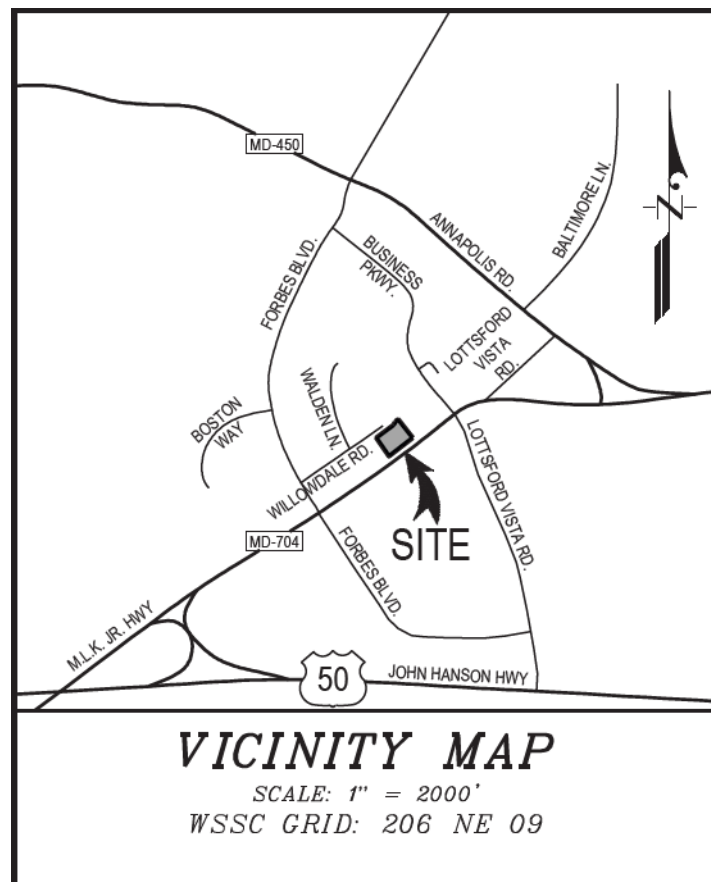 MD-450
BALTIMORE LN.
N
ANNAPOLIS RD.
FORBES BLVD.
BUSINESS
PKWY.
LOTTSFORD
VISTA
RD.
WALDEN LN.
BOSTON
WAY
WILLOWDALE RD.
LOTTSFORD VISTA RD.
SITE
MD-704
FORBES BLVD.
M.L.K. JR. HWY
50
JOHN HANSON HWY
VICINITY MAP
SCALE: 1" = 2000'
WSSC GRID: 206 NE 09